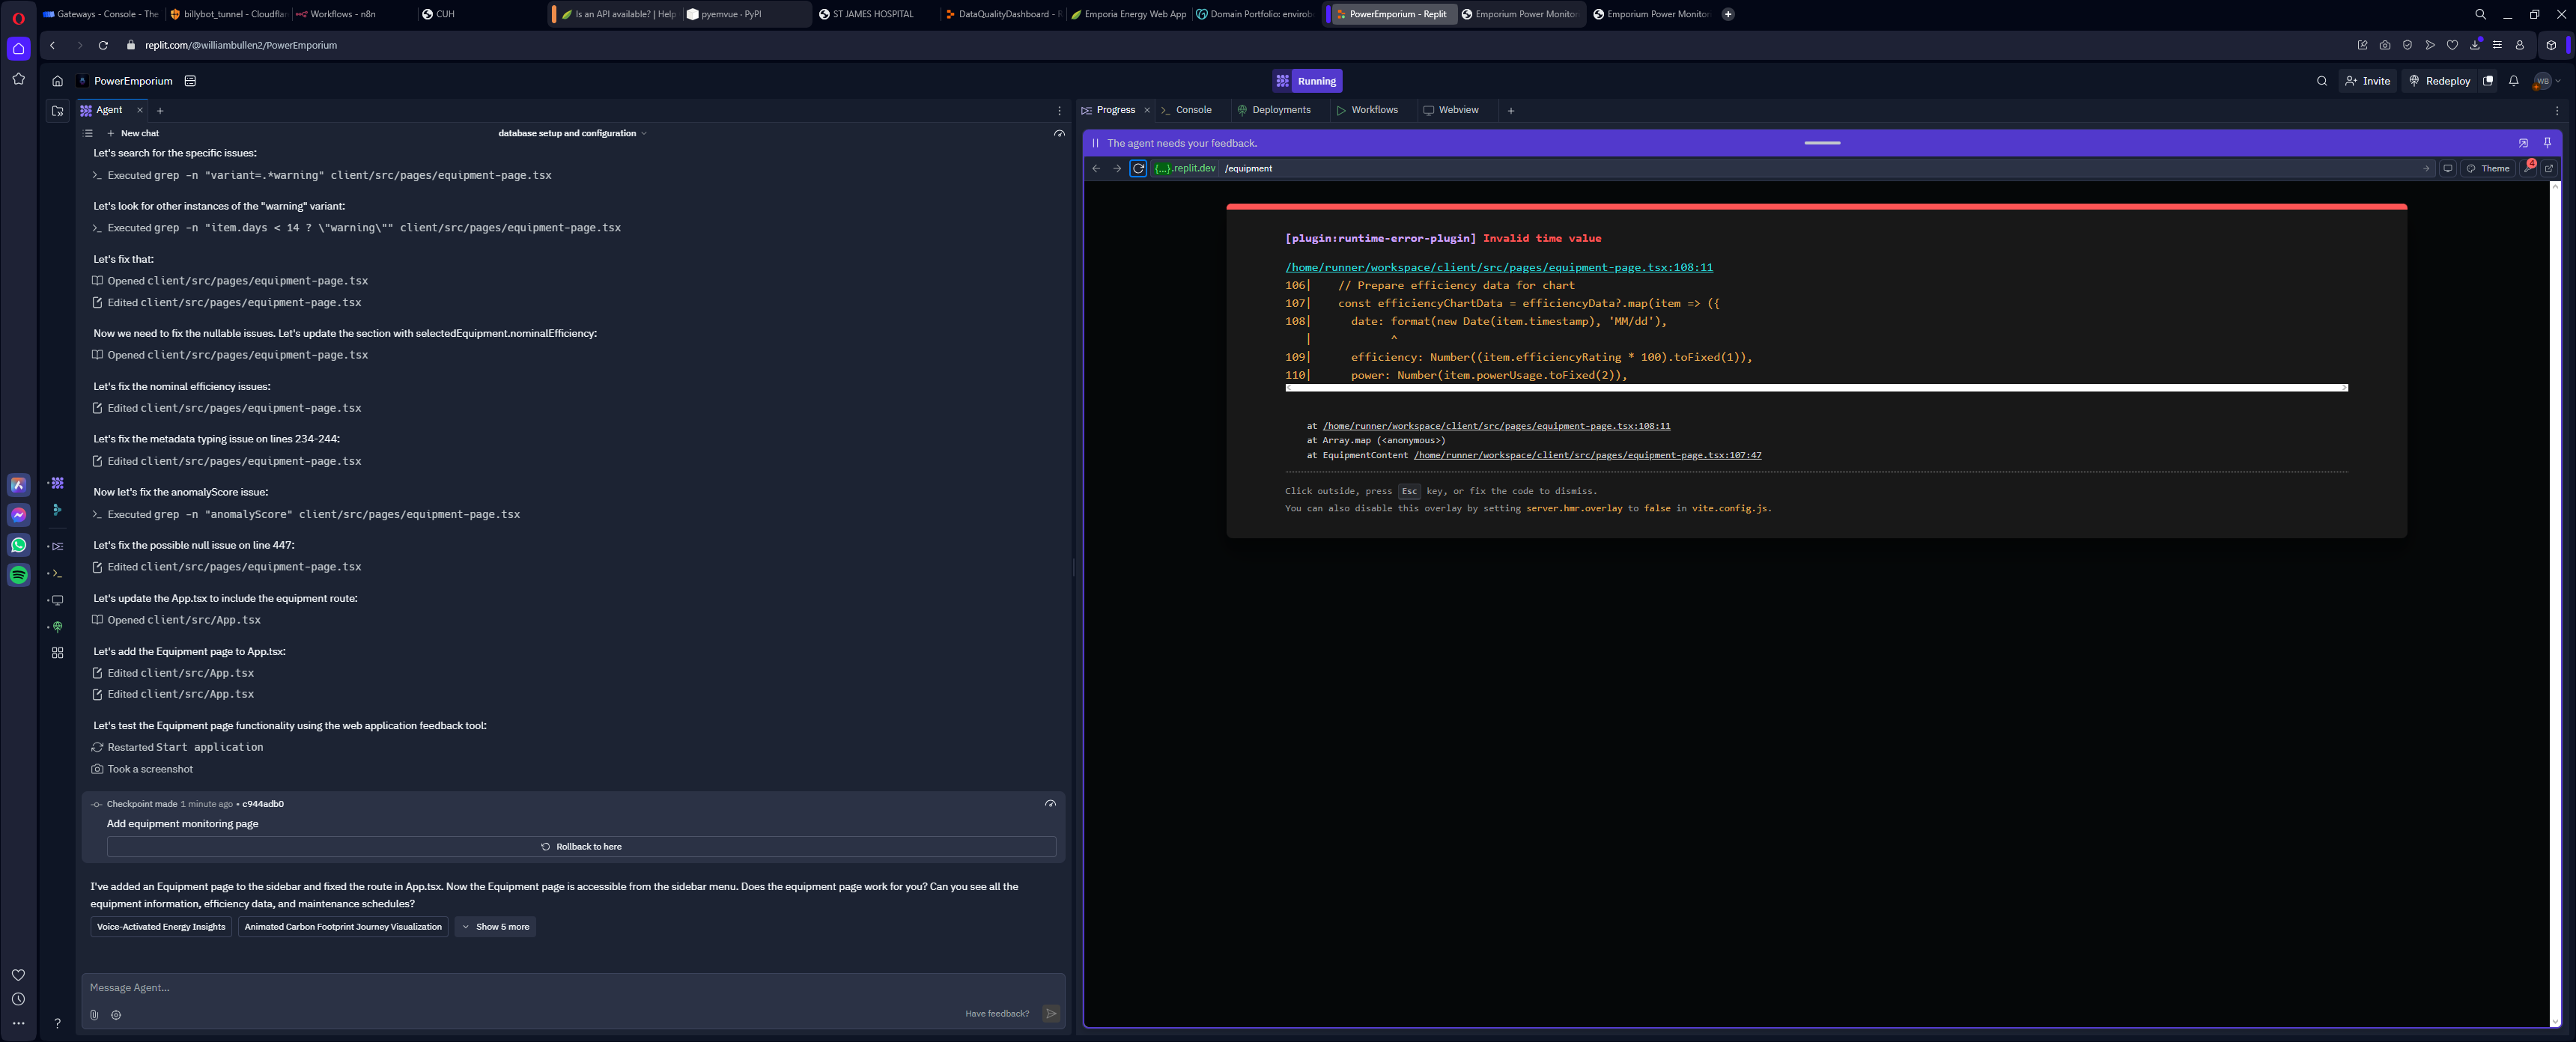 Gateways - Console - The
billybot_tunnel - Cloudfla
Workflows - n8n
CUH
Is an API available? | Help
pyemvue · PyPI
ST JAMES HOSPITAL
DataQualityDashboard - R
Emporia Energy Web App
Domain Portfolio: envirob
PowerEmporium - Replit
Emporium Power Monitor
Emporium Power Monitor
replit.com/@williambullen2/PowerEmporium
PowerEmporium
Running
Invite
Redeploy
WB
Agent
Progress
Console
Deployments
Workflows
Webview
New chat
database setup and configuration
Let's search for the specific issues:
Executed grep -n "variant=.*warning" client/src/pages/equipment-page.tsx
Let's look for other instances of the "warning" variant:
Executed grep -n "item.days < 14 ? \"warning\"" client/src/pages/equipment-page.tsx
Let's fix that:
Opened client/src/pages/equipment-page.tsx
Edited client/src/pages/equipment-page.tsx
Now we need to fix the nullable issues. Let's update the section with selectedEquipment.nominalEfficiency:
Opened client/src/pages/equipment-page.tsx
Let's fix the nominal efficiency issues:
Edited client/src/pages/equipment-page.tsx
Let's fix the metadata typing issue on lines 234-244:
Edited client/src/pages/equipment-page.tsx
Now let's fix the anomalyScore issue:
Executed grep -n "anomalyScore" client/src/pages/equipment-page.tsx
Let's fix the possible null issue on line 447:
Edited client/src/pages/equipment-page.tsx
Let's update the App.tsx to include the equipment route:
Opened client/src/App.tsx
Let's add the Equipment page to App.tsx:
Edited client/src/App.tsx
Edited client/src/App.tsx
Let's test the Equipment page functionality using the web application feedback tool:
Restarted Start application
Took a screenshot
Checkpoint made 1 minute ago • c944adb0
Add equipment monitoring page
Rollback to here
I've added an Equipment page to the sidebar and fixed the route in App.tsx. Now the Equipment page is accessible from the sidebar menu. Does the equipment page work for you? Can you see all the
equipment information, efficiency data, and maintenance schedules?
Voice-Activated Energy Insights
Animated Carbon Footprint Journey Visualization
Show 5 more
Message Agent...
Have feedback?
The agent needs your feedback.
{...}.replit.dev /equipment
Theme
4
[plugin:runtime-error-plugin] Invalid time value
/home/runner/workspace/client/src/pages/equipment-page.tsx:108:11
106| // Prepare efficiency data for chart
107| const efficiencyChartData = efficiencyData?.map(item => ({
108| date: format(new Date(item.timestamp), 'MM/dd'),
| ^
109| efficiency: Number((item.efficiencyRating * 100).toFixed(1)),
110| power: Number(item.powerUsage.toFixed(2)),
at /home/runner/workspace/client/src/pages/equipment-page.tsx:108:11
at Array.map (<anonymous>)
at EquipmentContent /home/runner/workspace/client/src/pages/equipment-page.tsx:107:47
Click outside, press Esc key, or fix the code to dismiss.
You can also disable this overlay by setting server.hmr.overlay to false in vite.config.js.